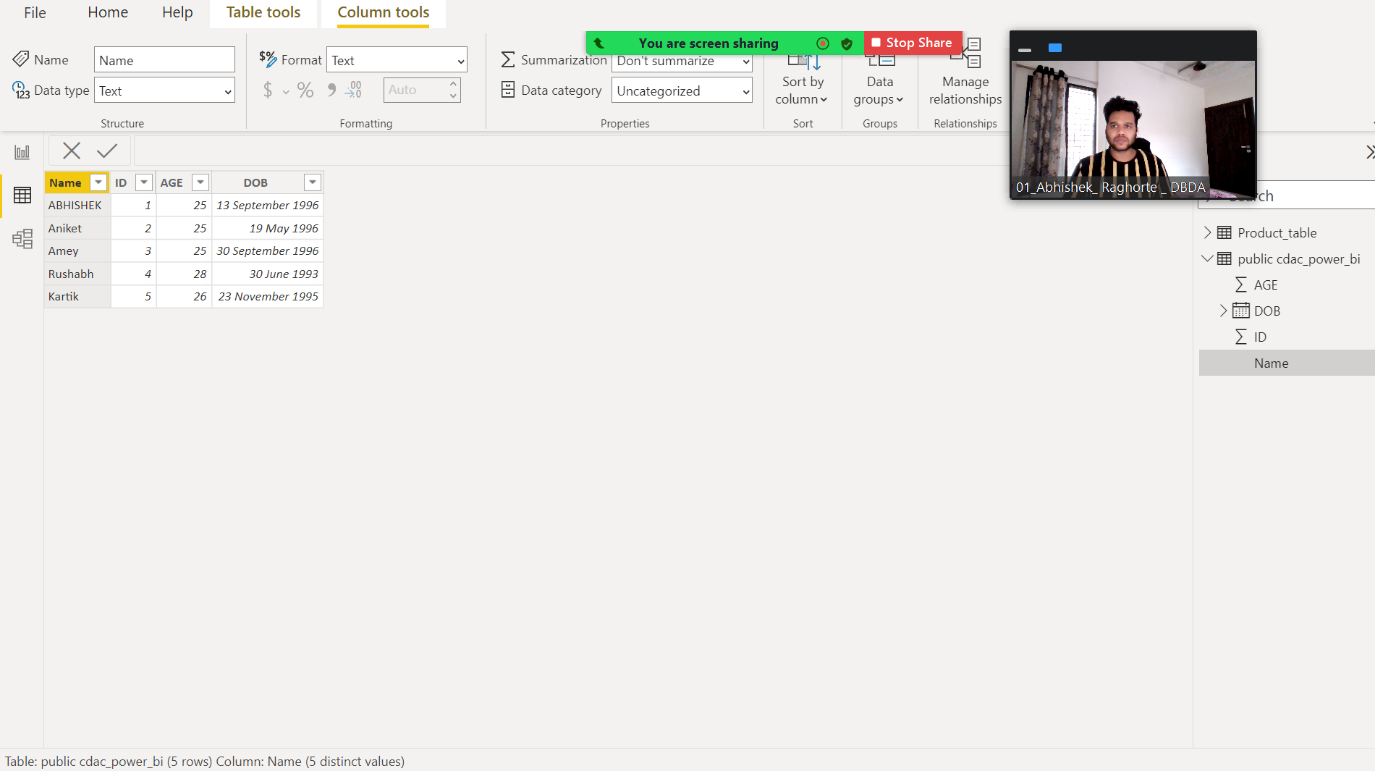 File Home Help Table tools Column tools
You are screen sharing Stop Share
Name Name Format Text Summarization Don't summarize
Data type Text $ % Auto Data category Uncategorized
Sort by column Data groups Manage relationships
Structure Formatting Properties Sort Groups Relationships
01_Abhishek_ Raghorte _ DBDA
Name ID AGE DOB
ABHISHEK 1 25 13 September 1996
Aniket 2 25 19 May 1996
Amey 3 25 30 September 1996
Rushabh 4 28 30 June 1993
Kartik 5 26 23 November 1995
Search
Product_table
public cdac_power_bi
AGE
DOB
ID
Name
Table: public cdac_power_bi (5 rows) Column: Name (5 distinct values)